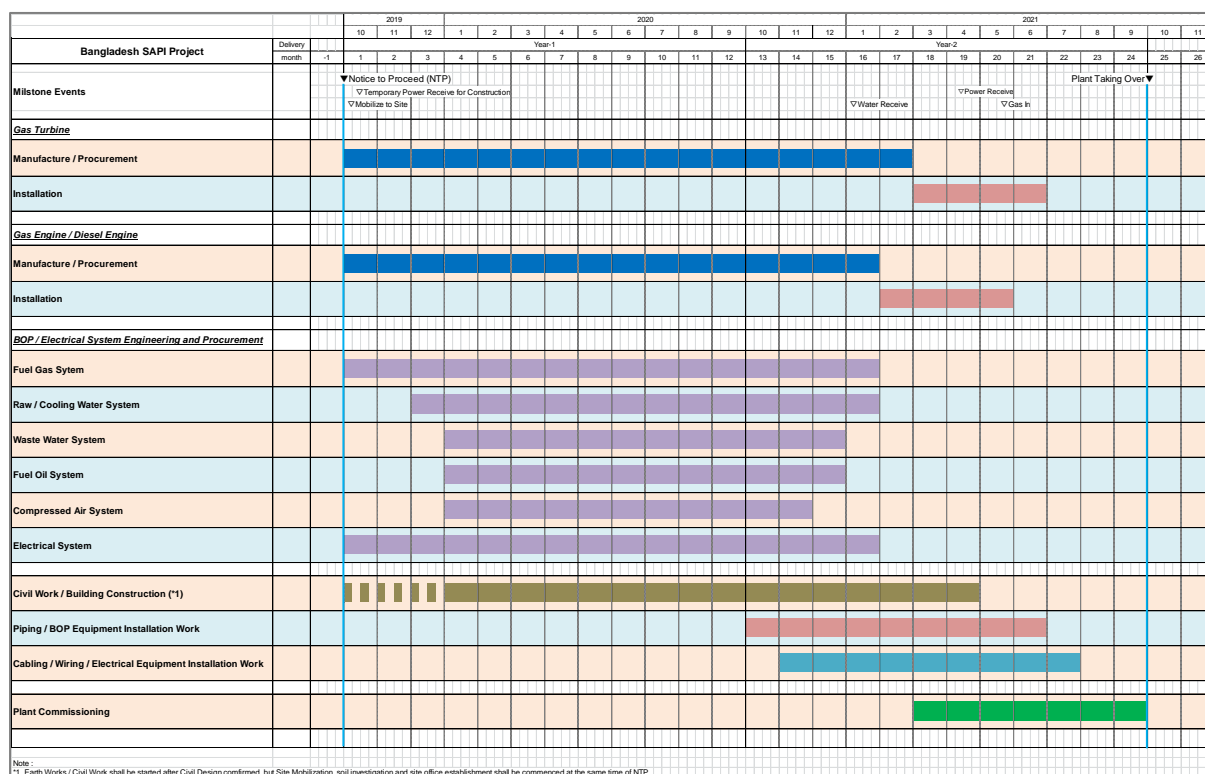 2019 2020 2021
10 11 12 1 2 3 4 5 6 7 8 9 10 11 12 1 2 3 4 5 6 7 8 9 10 11
Bangladesh SAPI Project Delivery Year-1 Year-2
month -1 1 2 3 4 5 6 7 8 9 10 11 12 13 14 15 16 17 18 19 20 21 22 23 24 25 26
▼Notice to Proceed (NTP) Plant Taking Over▼
Milstone Events ▽Temporary Power Receive for Construction ▽Power Receive
▽Mobilize to Site ▽Water Receive ▽Gas In
Gas Turbine
Manufacture / Procurement
Installation
Gas Engine / Diesel Engine
Manufacture / Procurement
Installation
BOP / Electrical System Engineering and Procurement
Fuel Gas Sytem
Raw / Cooling Water System
Waste Water System
Fuel Oil System
Compressed Air System
Electrical System
Civil Work / Building Construction (*1)
Piping / BOP Equipment Installation Work
Cabling / Wiring / Electrical Equipment Installation Work
Plant Commissioning
Note :
*1 Earth Works / Civil Work shall be started after Civil Design comfirmed, but Site Mobilization, soil investigation and site office establishment shall be commenced at the same time of NTP